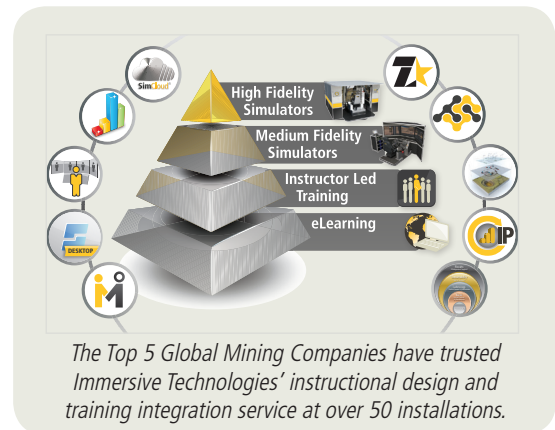 SimCloud™
High Fidelity
Simulators
Medium Fidelity
Simulators
Instructor Led
Training
eLearning
DESKTOP
IP
The Top 5 Global Mining Companies have trusted
Immersive Technologies' instructional design and
training integration service at over 50 installations.